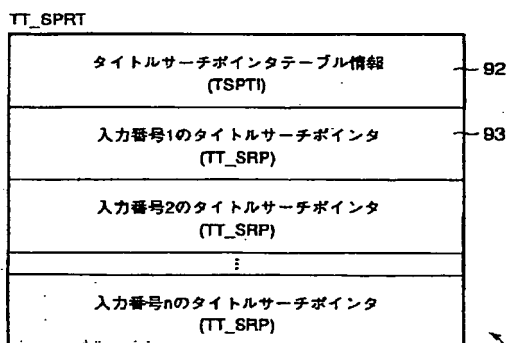 TT_SPRT
タイトルサーチポインタテーブル情報
(TSPTI)
92
入力番号1のタイトルサーチポインタ
(TT_SRP)
93
入力番号2のタイトルサーチポインタ
(TT_SRP)
⋮
入力番号nのタイトルサーチポインタ
(TT_SRP)